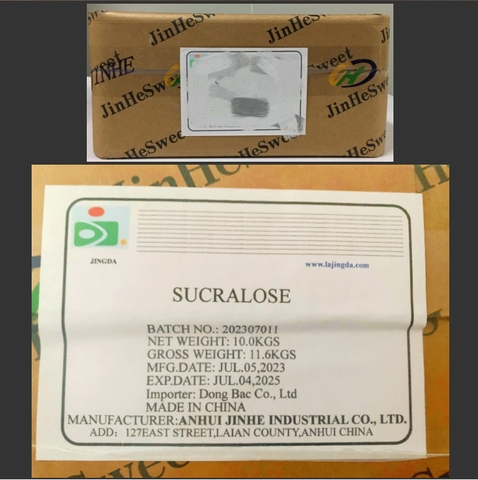 JinHeSweet
JINHE
JinHeSweet
JinHeSweet
JinHeSweet
JinHeSweet
JINGDA
www.lajingda.com
SUCRALOSE
BATCH NO.: 202307011
NET WEIGHT: 10.0KGS
GROSS WEIGHT: 11.6KGS
MFG.DATE: JUL.05,2023
EXP.DATE: JUL.04,2025
Importer: Dong Bac Co., Ltd
MADE IN CHINA
MANUFACTURER:ANHUI JINHE INDUSTRIAL CO., LTD.
ADD: 127EAST STREET,LAIAN COUNTY,ANHUI CHINA